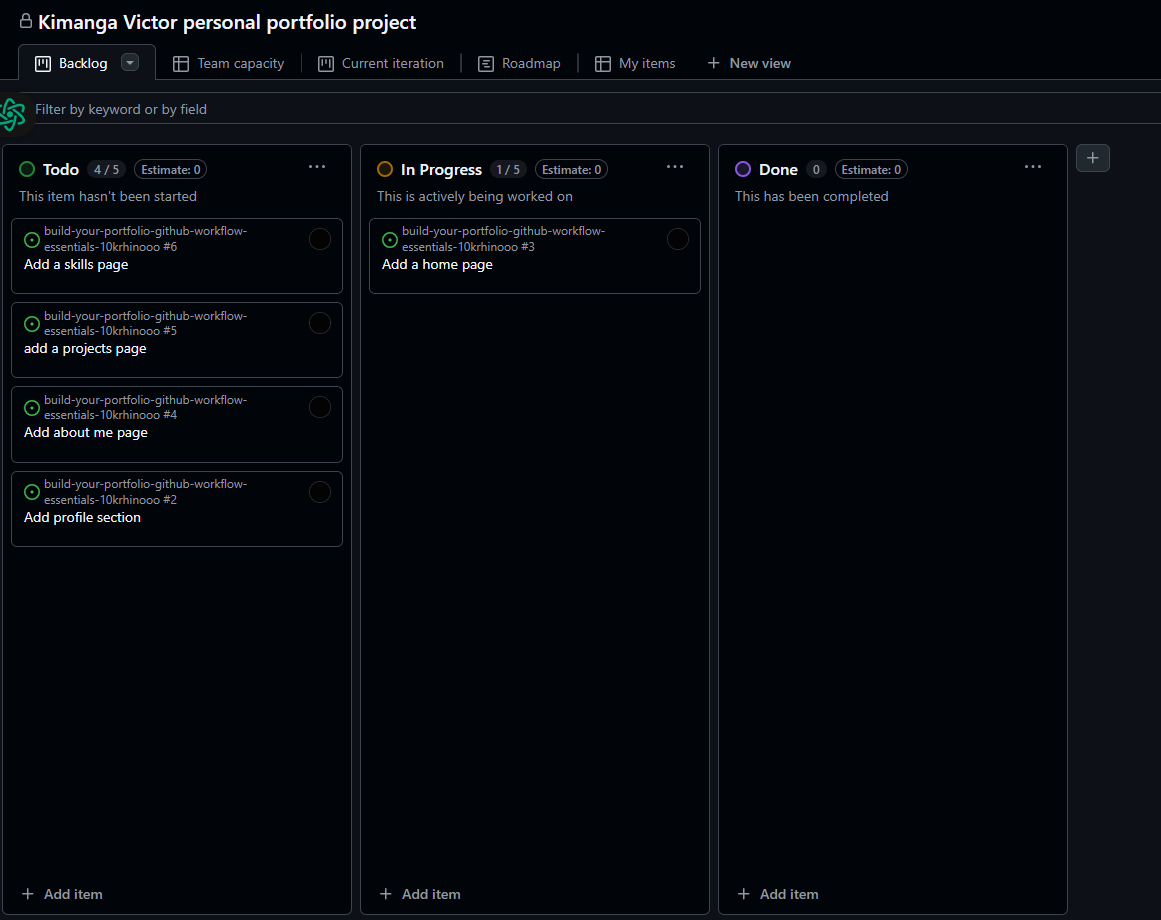 Kimanga Victor personal portfolio project
Backlog
Team capacity
Current iteration
Roadmap
My items
+ New view
Filter by keyword or by field
Todo 4 / 5 Estimate: 0 ...
This item hasn't been started
build-your-portfolio-github-workflow-
essentials-10krhinooo #6
Add a skills page
build-your-portfolio-github-workflow-
essentials-10krhinooo #5
add a projects page
build-your-portfolio-github-workflow-
essentials-10krhinooo #4
Add about me page
build-your-portfolio-github-workflow-
essentials-10krhinooo #2
Add profile section
+ Add item
In Progress 1 / 5 Estimate: 0 ...
This is actively being worked on
build-your-portfolio-github-workflow-
essentials-10krhinooo #3
Add a home page
+ Add item
Done 0 Estimate: 0 ...
This has been completed
+ Add item
+